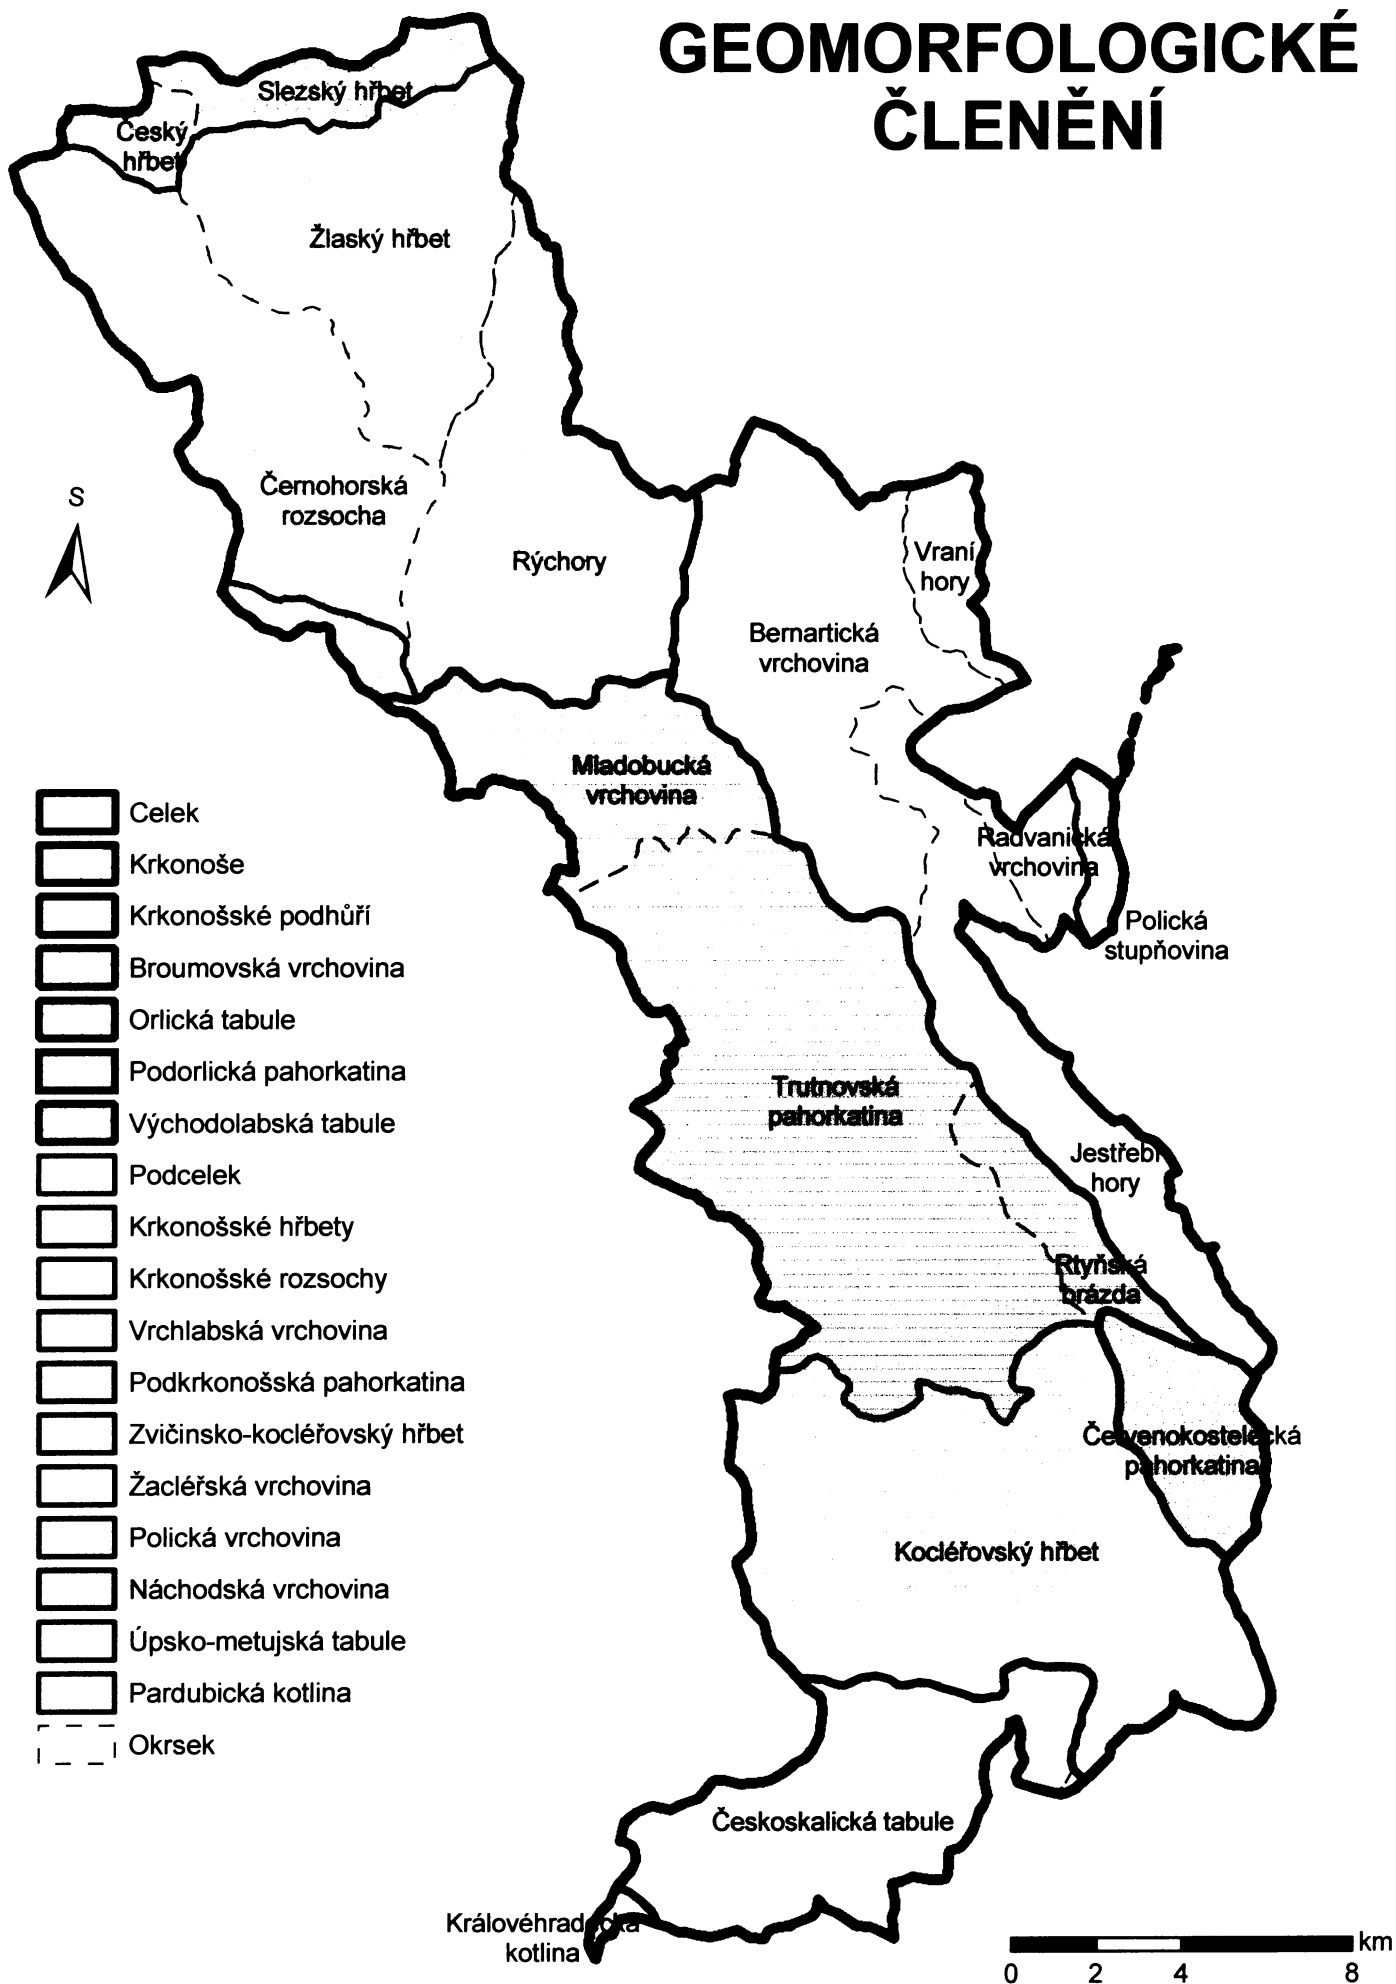 GEOMORFOLOGICKÉ
ČLENĚNÍ
Slezský hřbet
Český
hřbet
Žlaský hřbet
Černohorská
rozsocha
S
Rýchory
Vraní
hory
Bernartická
vrchovina
Mladobucká
vrchovina
Radvanická
vrchovina
Polická
stupňovina
Trutnovská
pahorkatina
Jestřebí
hory
Rtyňská
brázda
Červenokostelecká
pahorkatina
Kocléřovský hřbet
Českoskalická tabule
Královéhradecká
kotlina
Celek
Krkonoše
Krkonošské podhůří
Broumovská vrchovina
Orlická tabule
Podorlická pahorkatina
Východolabská tabule
Podcelek
Krkonošské hřbety
Krkonošské rozsochy
Vrchlabská vrchovina
Podkrkonošská pahorkatina
Zvičinsko-kocléřovský hřbet
Žacléřská vrchovina
Polická vrchovina
Náchodská vrchovina
Úpsko-metujská tabule
Pardubická kotlina
Okrsek
km
0 2 4 8